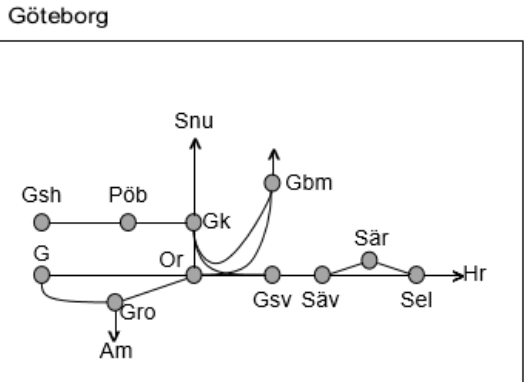 Göteborg
Snu
Gbm
Gsh
Pöb
Gk
Sär
G
Or
Hr
Gsv
Säv
Sel
Gro
Am